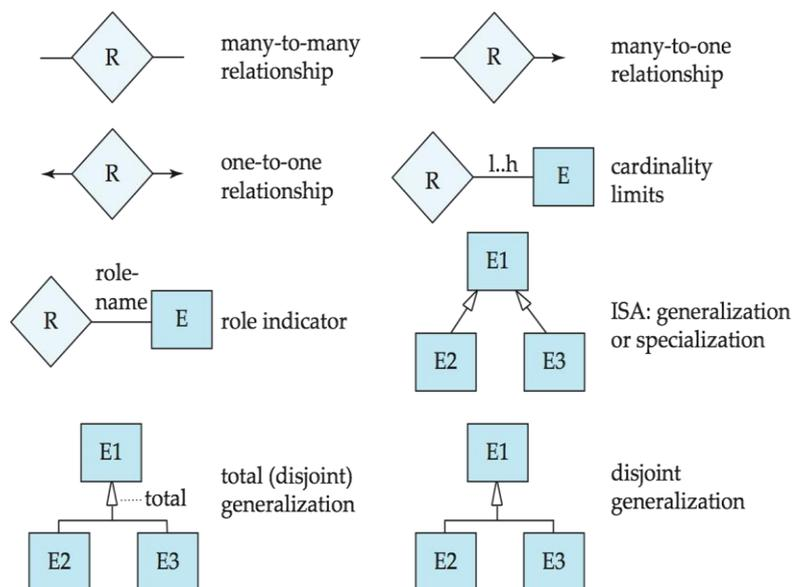 R
many-to-many
relationship
R
many-to-one
relationship
R
one-to-one
relationship
R
l..h
E
cardinality
limits
R
role-
name
E
role indicator
E1
E2
E3
ISA: generalization
or specialization
E1
total
E2
E3
total (disjoint)
generalization
E1
E2
E3
disjoint
generalization